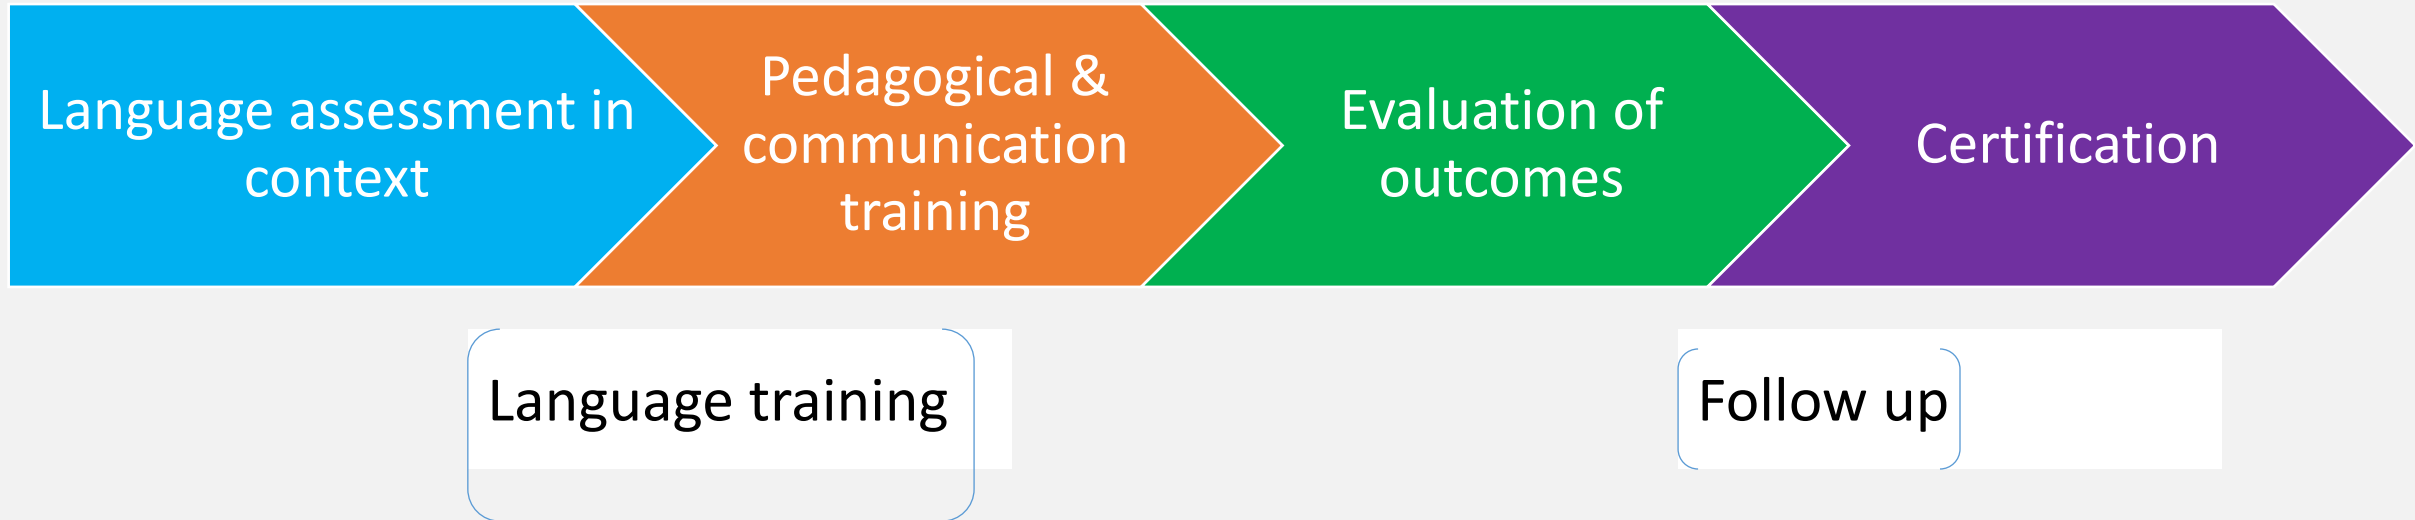 Language assessment in
context
Pedagogical &
communication
training
Evaluation of
outcomes
Certification
Language training
Follow up